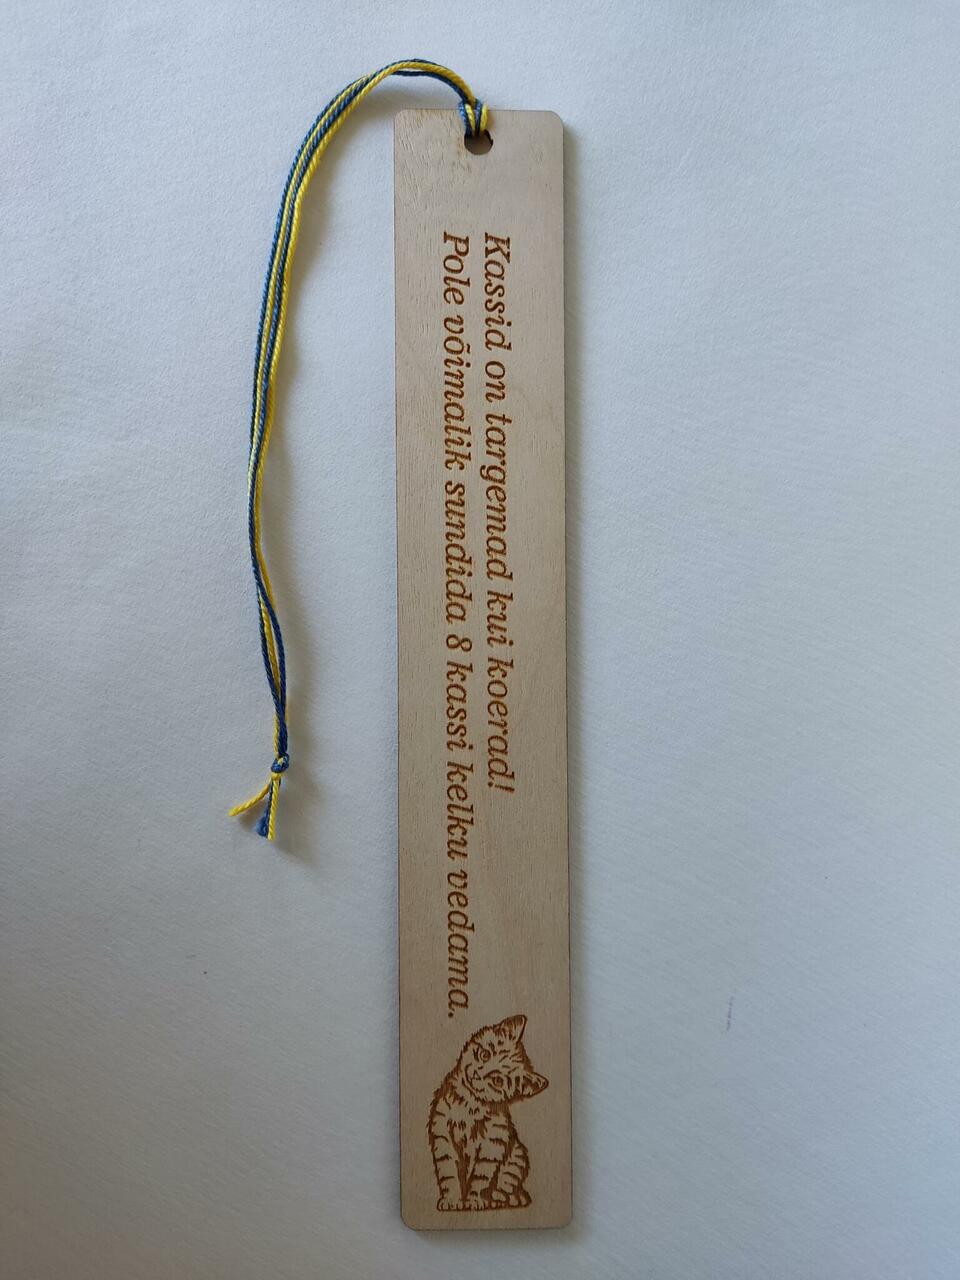 Kassid on targemad kui koerad!
Pole võimalik sundida 8 kassi kelku vedama.